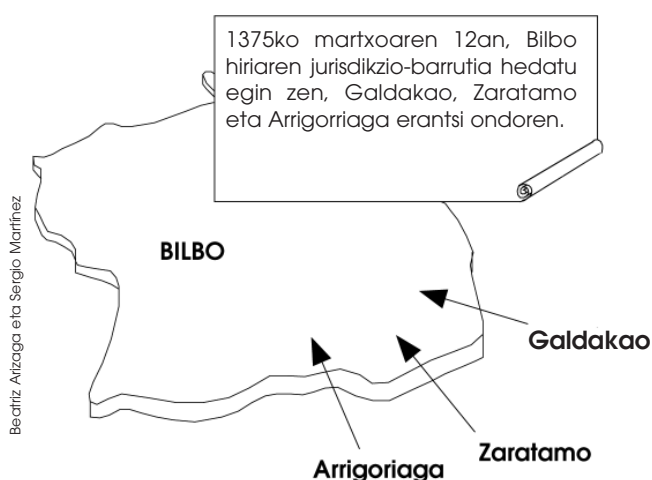 1375ko martxoaren 12an, Bilbo
hiriaren jurisdikzio-barrutia hedatu
egin zen, Galdakao, Zaratamo
eta Arrigorriaga erantsi ondoren.
BILBO
Galdakao
Zaratamo
Arrigoriaga
Beatriz Arizaga eta Sergio Martínez